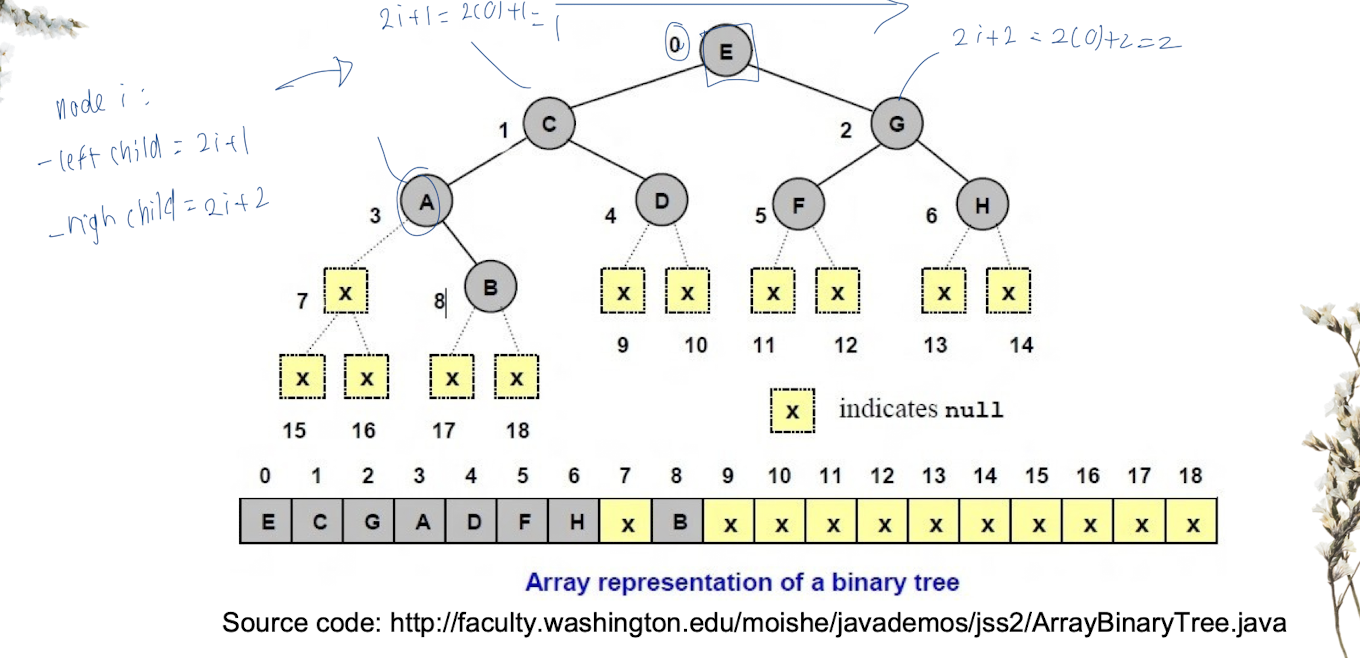 2i+1 = 2(0)+1 = 1
0
E
2i+2 = 2(0)+2=2
node i :
- left child = 2i+1
- righ child = 2i+2
1
C
2
G
3
A
4
D
5
F
6
H
7
x
8
B
x
x
x
x
x
x
9
10
11
12
13
14
x
x
x
x
15
16
17
18
x
indicates null
0 1 2 3 4 5 6 7 8 9 10 11 12 13 14 15 16 17 18
E C G A D F H x B x x x x x x x x x x
Array representation of a binary tree
Source code: http://faculty.washington.edu/moishe/javademos/jss2/ArrayBinaryTree.java